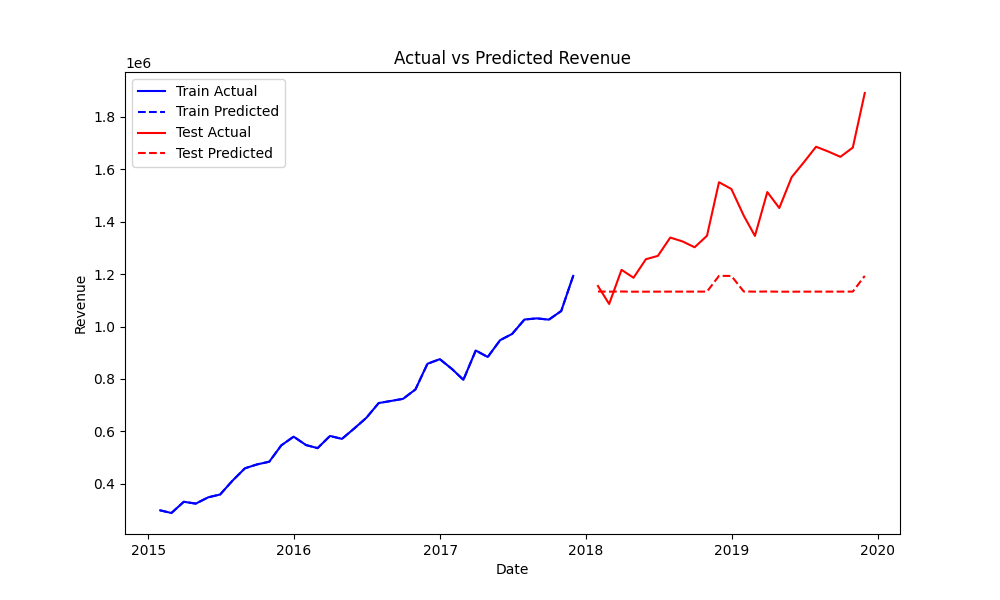 Actual vs Predicted Revenue
1e6
Train Actual
Train Predicted
Test Actual
Test Predicted
1.8
1.6
1.4
1.2
1.0
0.8
0.6
0.4
Revenue
2015 2016 2017 2018 2019 2020
Date